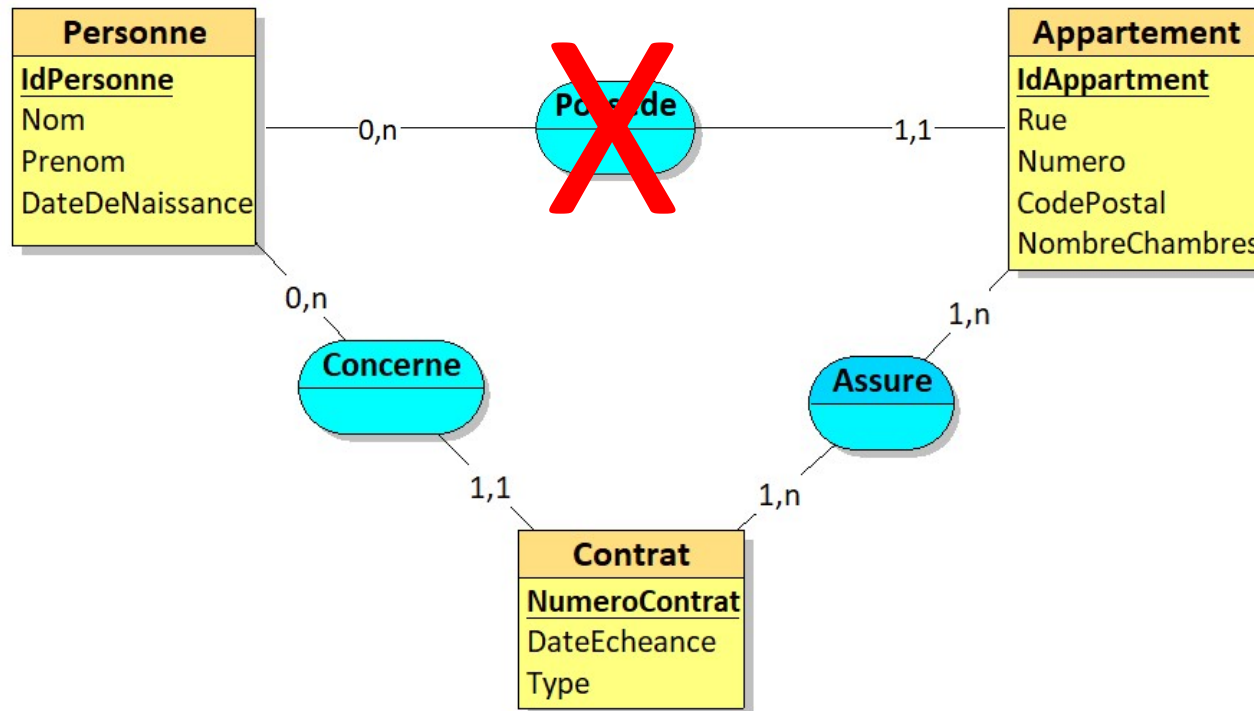 Personne
IdPersonne
Nom
Prenom
DateDeNaissance
0,n
1,1
Appartement
IdAppartment
Rue
Numero
CodePostal
NombreChambres
0,n
Concerne
1,1
1,n
Assure
1,n
Contrat
NumeroContrat
DateEcheance
Type